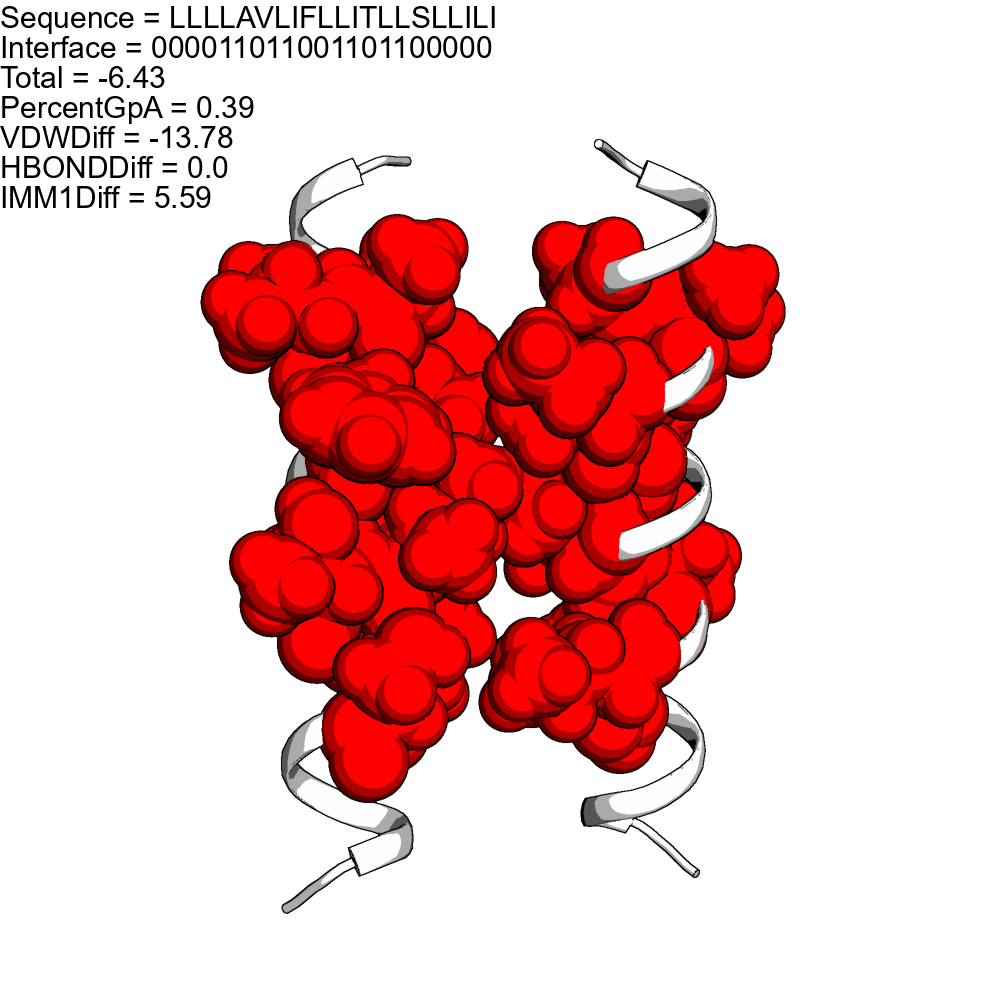 Sequence = LLLLAVLIFLLITLLSLLILI
Interface = 000011011001101100000
Total = -6.43
PercentGpA = 0.39
VDWDiff = -13.78
HBONDDiff = 0.0
IMM1Diff = 5.59